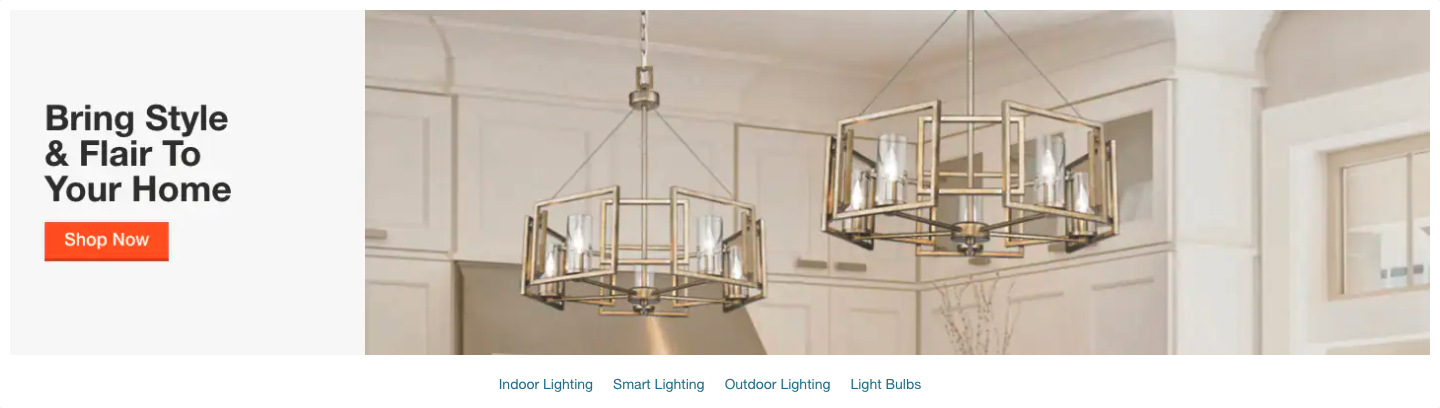 Bring Style
& Flair To
Your Home
Shop Now
Indoor Lighting Smart Lighting Outdoor Lighting Light Bulbs